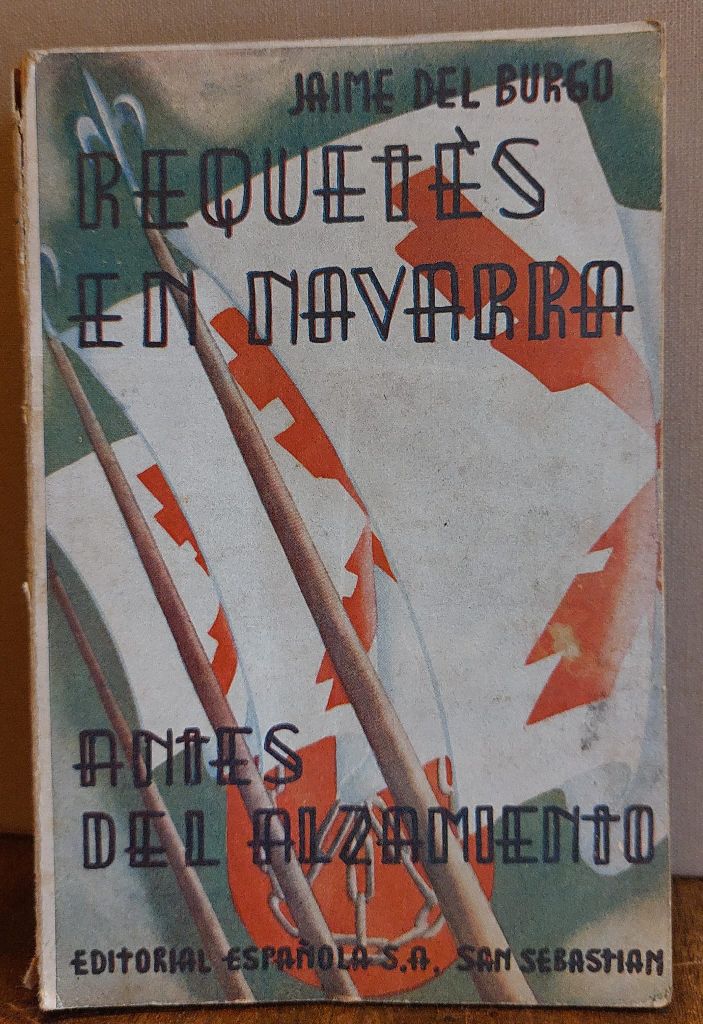 JAIME DEL BURGO
REQUETÈS
EN NAVARRA
ANTES
DEL ALZAMIENTO
EDITORIAL ESPAÑOLA S.A. SAN SEBASTIAN